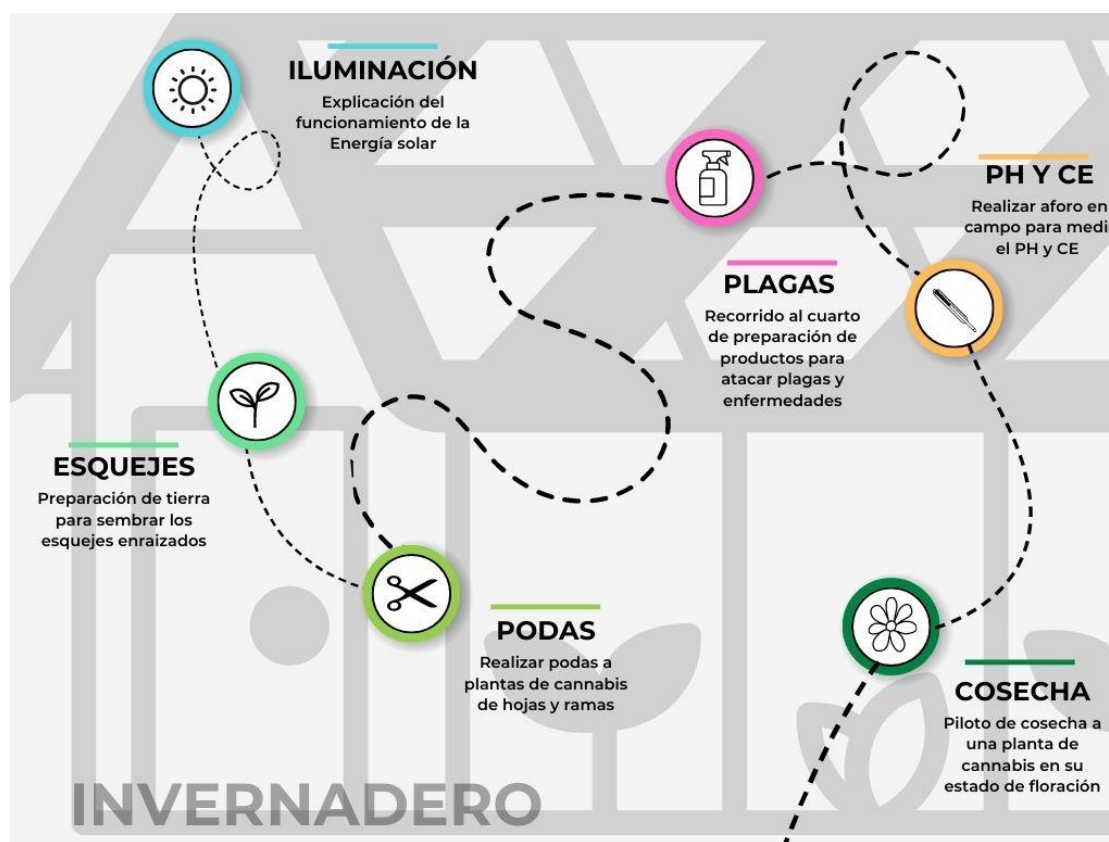 ILUMINACIÓN
Explicación del
funcionamiento de la
Energía solar
ESQUEJES
Preparación de tierra
para sembrar los
esquejes enraizados
PODAS
Realizar podas a
plantas de cannabis
de hojas y ramas
PLAGAS
Recorrido al cuarto
de preparación de
productos para
atacar plagas y
enfermedades
PH Y CE
Realizar aforo en
campo para medi
el PH y CE
COSECHA
Piloto de cosecha a
una planta de
cannabis en su
estado de floración
INVERNADERO